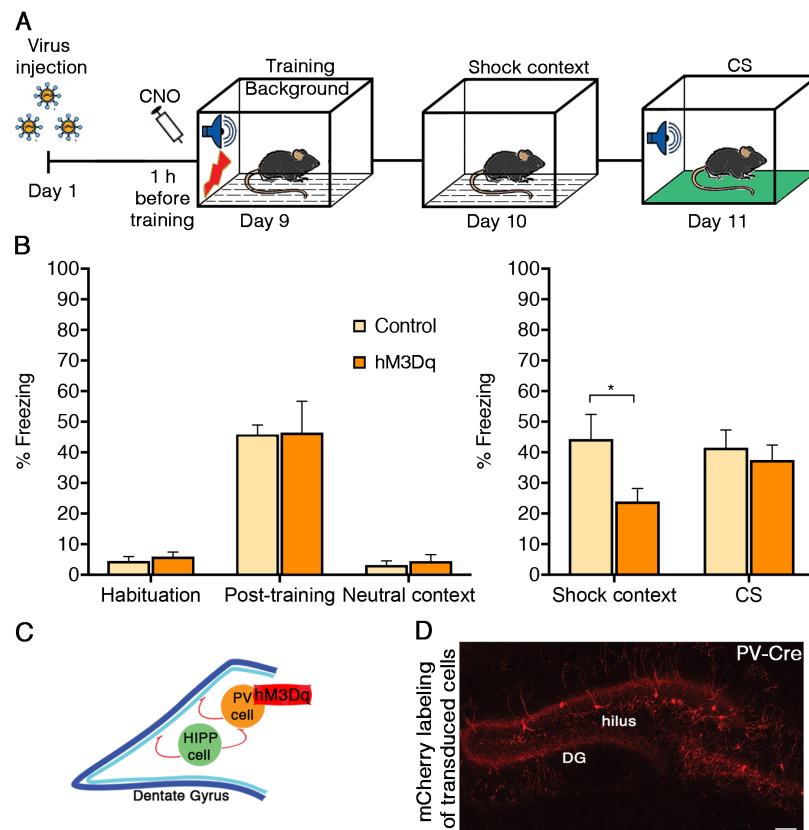 A
Virus
injection
CNO
Training
Background
Shock context
CS
Day 1
1 h
before
training
Day 9
Day 10
Day 11
B
100
90
80
70
60
50
40
30
20
10
0
% Freezing
Control
hM3Dq
Habituation
Post-training
Neutral context
100
90
80
70
60
50
40
30
20
10
0
% Freezing
*
Shock context
CS
C
PV
cell
hM3Dq
HIPP
cell
Dentate Gyrus
D
mCherry labeling
of transduced cells
PV-Cre
hilus
DG